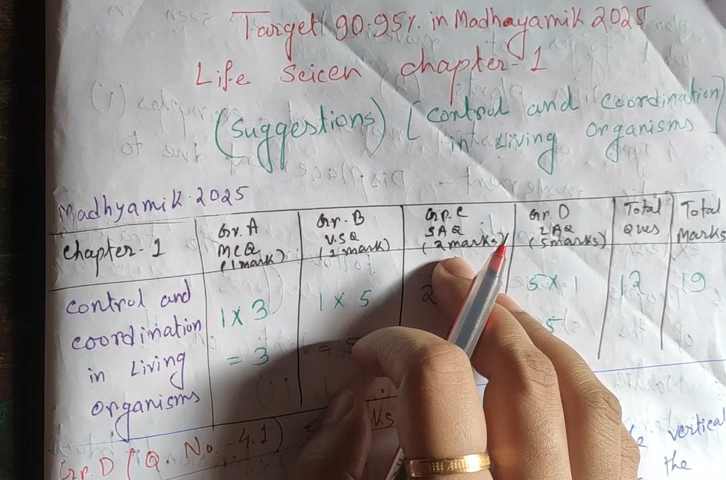 Target 90.95% in Madhayamik 2025
Life Seicen chapter-1
(Suggestions) [control and coordination
in Living Organisms]
Madhyamik 2025
Chapter-1 Gr. A MCQ (1 mark) Gr.-B V.SQ (1 mark) Gr. C SAQ (2 marks) Gr. D LAQ (5 marks) Total Ques Total Marks
Control and coordination in Living Organisms 1 x 3 = 3 1 x 5 2 5 x 1 5 12 19
Gr. D (Q. No. - 4.1)
vertical
the